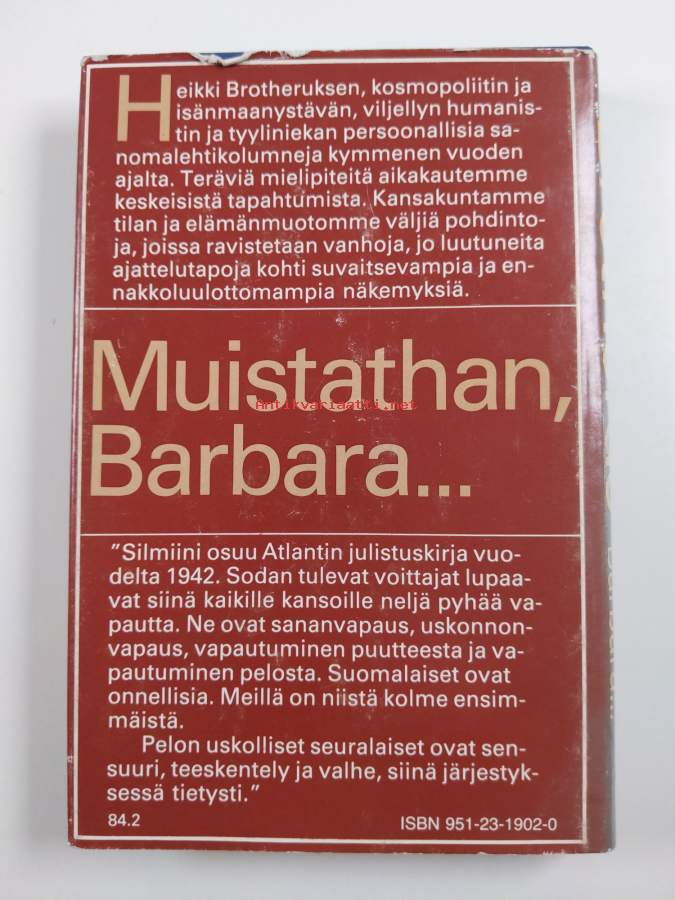 Heikki Brotheruksen, kosmopoliitin ja
isänmaanystävän, viljellyn humanis-
tin ja tyyliniekan persoonallisia sa-
nomalehtikolumneja kymmenen vuoden
ajalta. Teräviä mielipiteitä aikakautemme
keskeisistä tapahtumista. Kansakuntamme
tilan ja elämänmuotomme väljiä pohdinto-
ja, joissa ravistetaan vanhoja, jo luutuneita
ajattelutapoja kohti suvaitsevampia ja en-
nakkoluulottomampia näkemyksiä.
Muistathan,
antikvariaatti.net
Barbara...
"Silmiini osuu Atlantin julistuskirja vuo-
delta 1942. Sodan tulevat voittajat lupaa-
vat siinä kaikille kansoille neljä pyhää va-
pautta. Ne ovat sananvapaus, uskonnon-
vapaus, vapautuminen puutteesta ja va-
pautuminen pelosta. Suomalaiset ovat
onnellisia. Meillä on niistä kolme ensim-
mäistä.
Pelon uskolliset seuralaiset ovat sen-
suuri, teeskentely ja valhe, siinä järjestyk-
sessä tietysti."
84.2 ISBN 951-23-1902-0